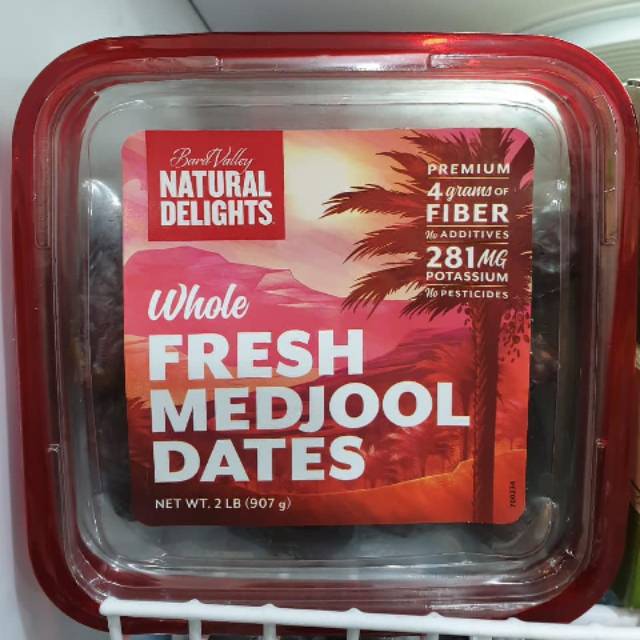 Bard Valley
NATURAL
DELIGHTS
PREMIUM
4 grams OF
FIBER
No ADDITIVES
281 MG
POTASSIUM
No PESTICIDES
Whole
FRESH
MEDJOOL
DATES
NET WT. 2 LB (907 g)